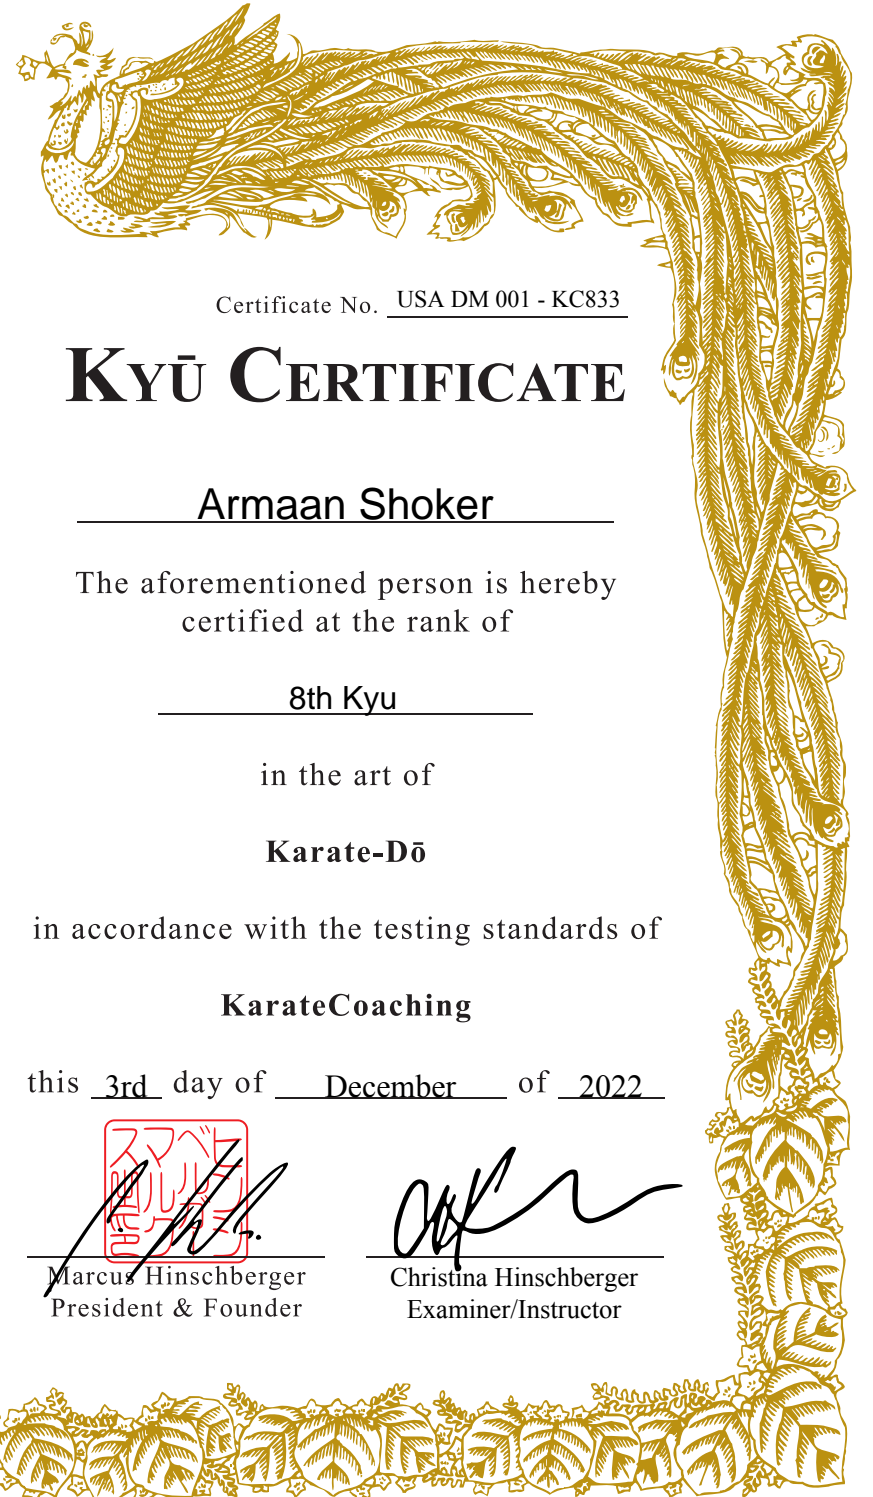 Certificate No. USA DM 001 - KC833
KYŪ CERTIFICATE
Armaan Shoker
The aforementioned person is hereby
certified at the rank of
8th Kyu
in the art of
Karate-Dō
in accordance with the testing standards of
KarateCoaching
this 3rd day of December of 2022
Marcus Hinschberger
President & Founder
Christina Hinschberger
Examiner/Instructor